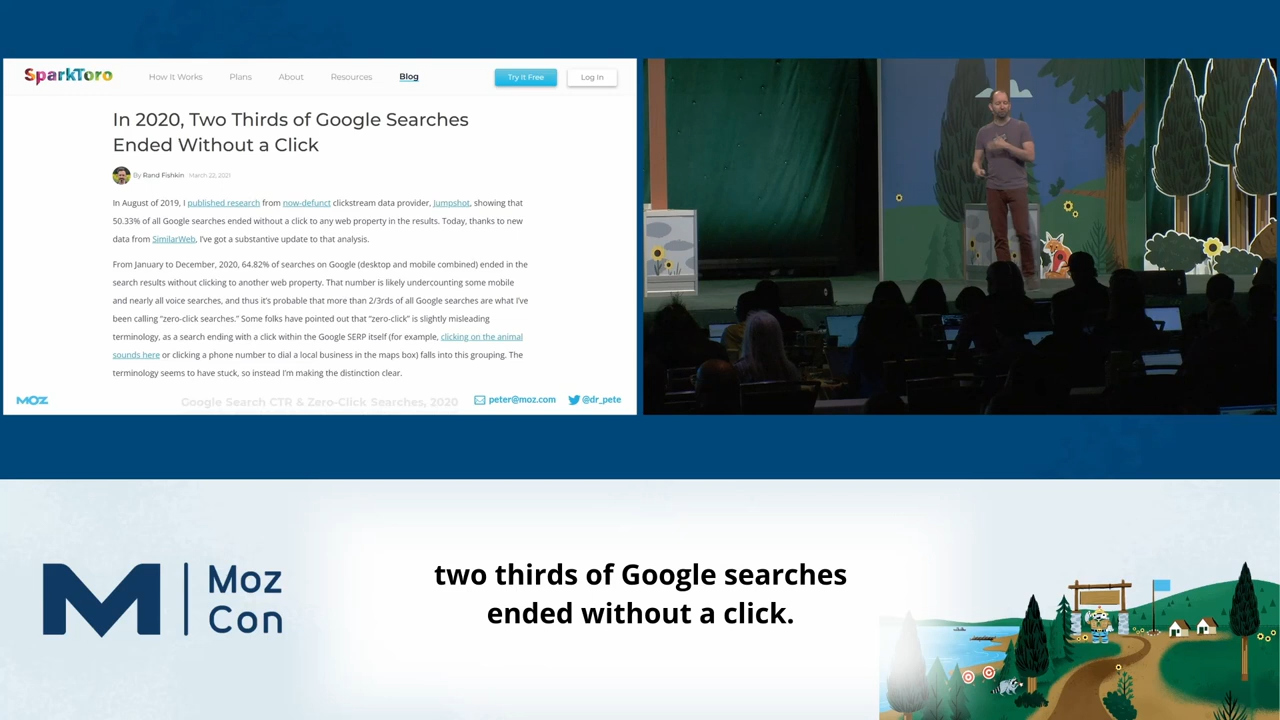 SparkToro
How It Works Plans About Resources Blog Try It Free Log In
In 2020, Two Thirds of Google Searches
Ended Without a Click
By Rand Fishkin March 22, 2021
In August of 2019, I published research from now-defunct clickstream data provider, Jumpshot, showing that
50.33% of all Google searches ended without a click to any web property in the results. Today, thanks to new
data from SimilarWeb, I've got a substantive update to that analysis.
From January to December, 2020, 64.82% of searches on Google (desktop and mobile combined) ended in the
search results without clicking to another web property. That number is likely undercounting some mobile
and nearly all voice searches, and thus it's probable that more than 2/3rds of all Google searches are what I've
been calling "zero-click searches." Some folks have pointed out that "zero-click" is slightly misleading
terminology, as a search ending with a click within the Google SERP itself (for example, clicking on the animal
sounds here or clicking a phone number to dial a local business in the maps box) falls into this grouping. The
terminology seems to have stuck, so instead I'm making the distinction clear.
MOZ Google Search CTR & Zero-Click Searches, 2020 peter@moz.com @dr_pete
two thirds of Google searches
ended without a click.
M Moz
Con